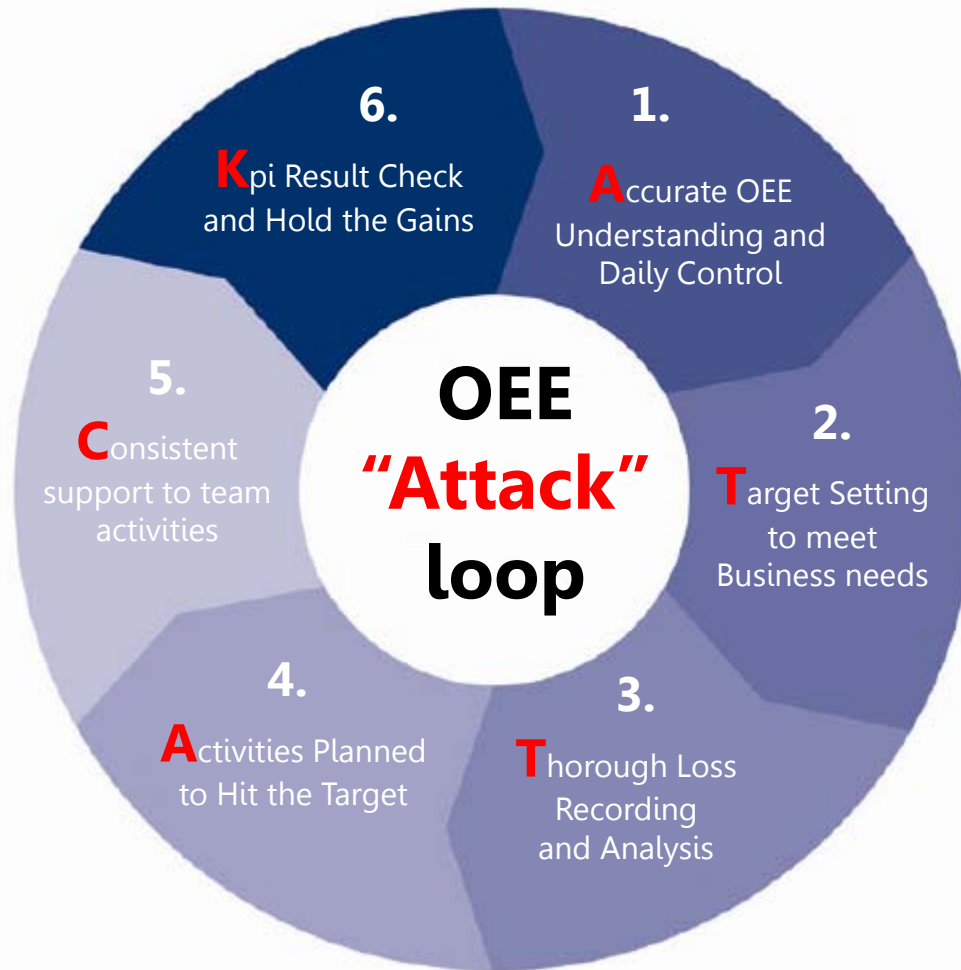 OEE
“Attack”
loop
1.
Accurate OEE
Understanding and
Daily Control
2.
Target Setting
to meet
Business needs
3.
Thorough Loss
Recording
and Analysis
4.
Activities Planned
to Hit the Target
5.
Consistent
support to team
activities
6.
Kpi Result Check
and Hold the Gains